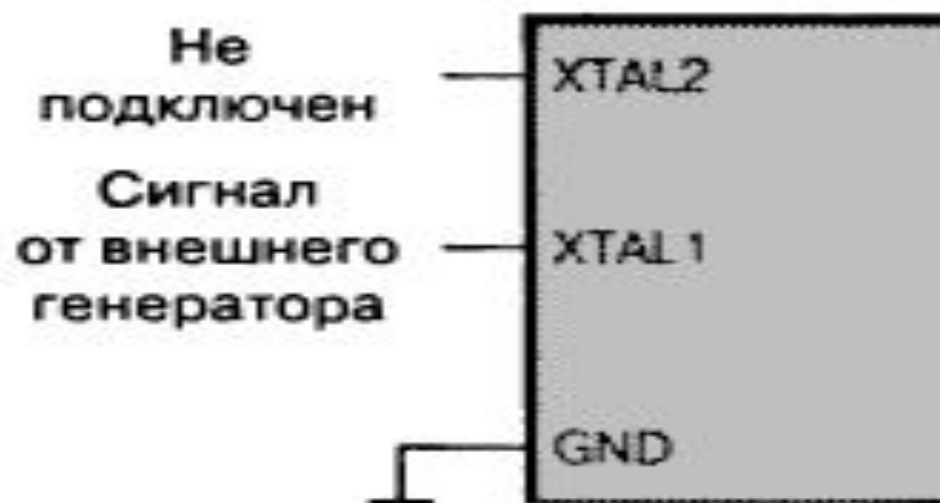 Не
подключен
XTAL2
Сигнал
от внешнего
генератора
XTAL1
GND